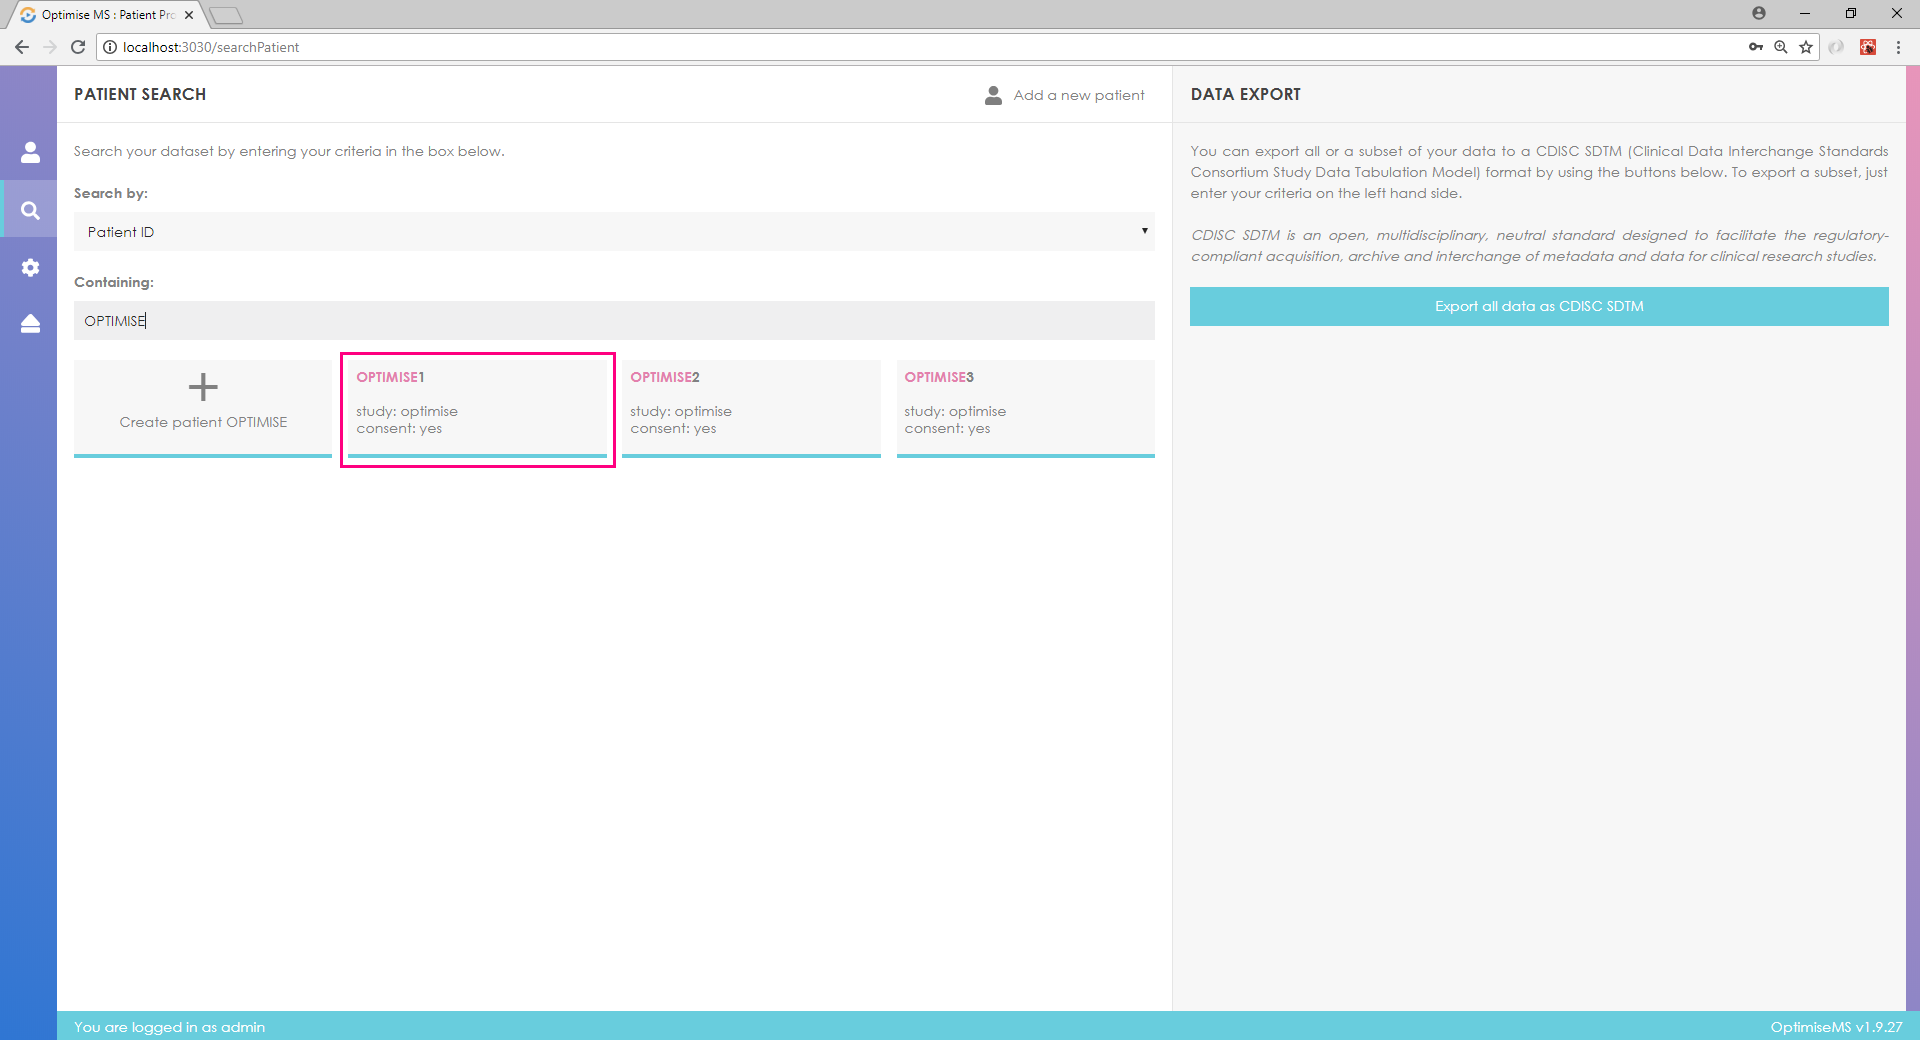 Optimise MS : Patient Pr
localhost:3030/searchPatient
PATIENT SEARCH
Add a new patient
Search your dataset by entering your criteria in the box below.
Search by:
Patient ID
Containing:
OPTIMISE
Create patient OPTIMISE
OPTIMISE1
study: optimise
consent: yes
OPTIMISE2
study: optimise
consent: yes
OPTIMISE3
study: optimise
consent: yes
DATA EXPORT
You can export all or a subset of your data to a CDISC SDTM (Clinical Data Interchange Standards
Consortium Study Data Tabulation Model) format by using the buttons below. To export a subset, just
enter your criteria on the left hand side.
CDISC SDTM is an open, multidisciplinary, neutral standard designed to facilitate the regulatory-
compliant acquisition, archive and interchange of metadata and data for clinical research studies.
Export all data as CDISC SDTM
You are logged in as admin
OptimiseMS v1.9.27